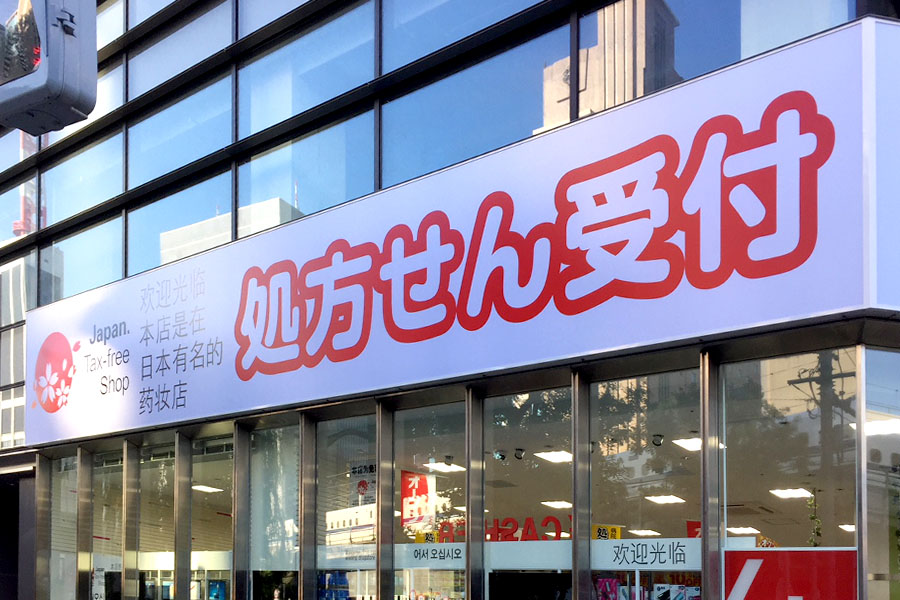 Japan.
Tax-free
Shop
欢迎光临
本店是在
日本有名的
药妆店
処方せん受付
어서 오십시오
欢迎光临
CASHER